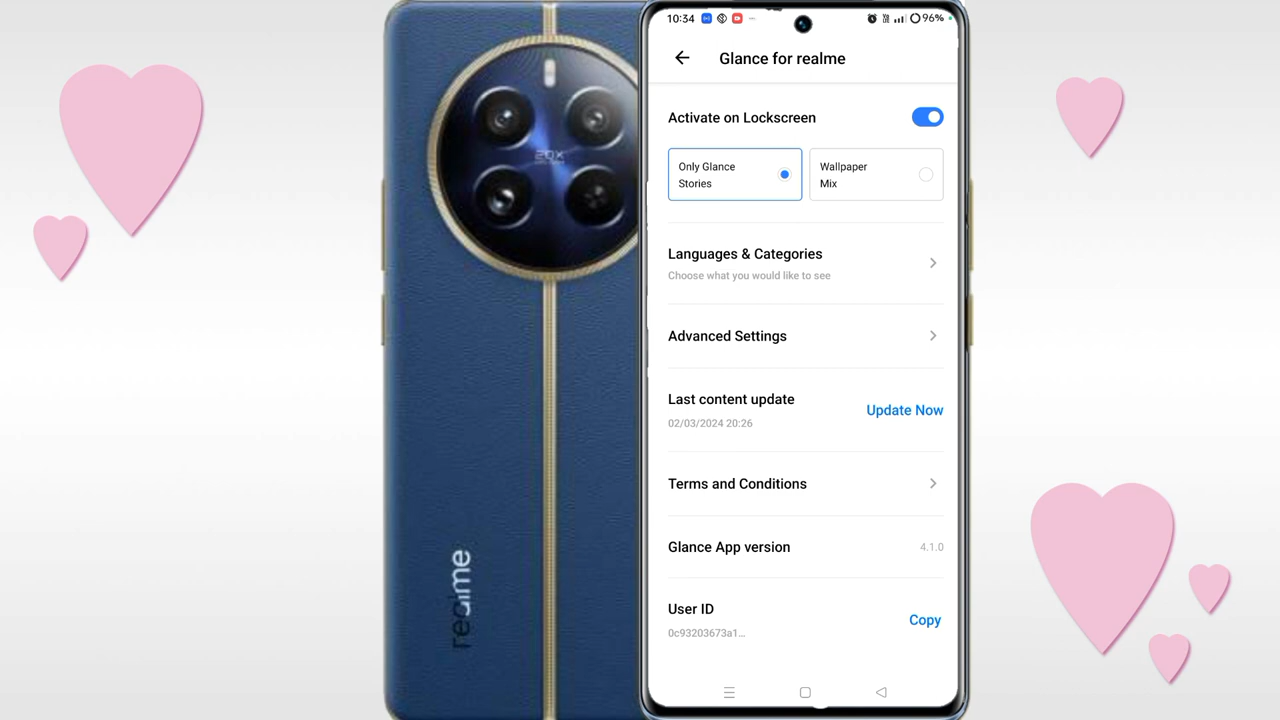 10:34
96%
Glance for realme
Activate on Lockscreen
Only Glance
Stories
Wallpaper
Mix
Languages & Categories
Choose what you would like to see
Advanced Settings
Last content update
02/03/2024 20:26
Update Now
Terms and Conditions
Glance App version
4.1.0
User ID
0c93203673a1...
Copy
20X
realme